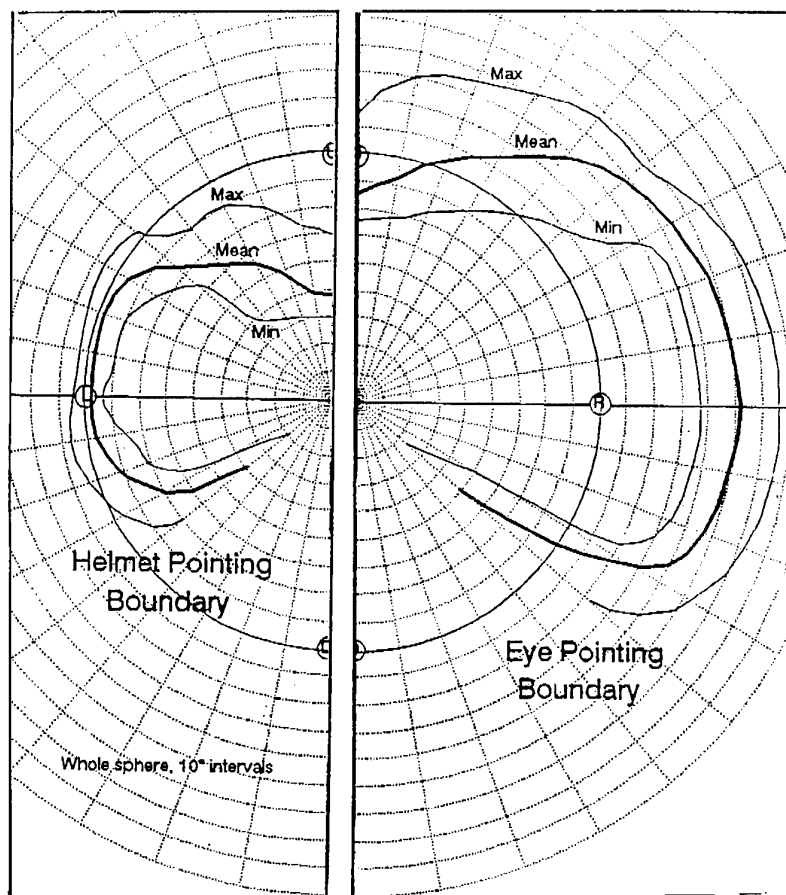 Max
Mean
Min
Helmet Pointing
Boundary
Whole sphere, 10° intervals
L
Max
Mean
Min
R
Eye Pointing
Boundary